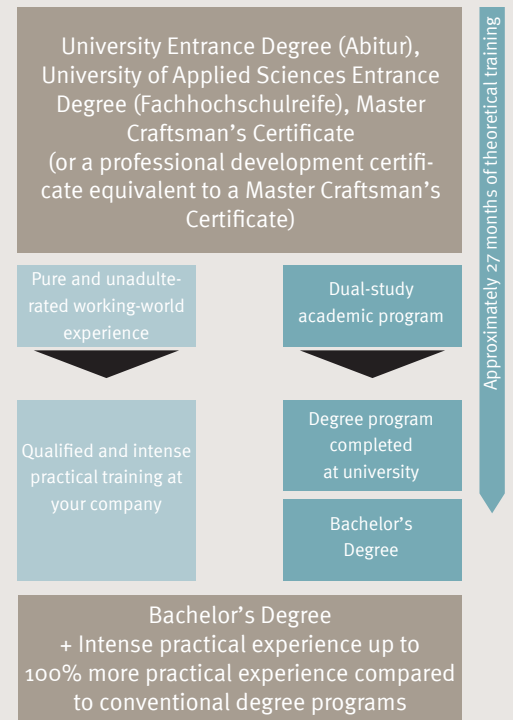 University Entrance Degree (Abitur),
University of Applied Sciences Entrance
Degree (Fachhochschulreife), Master
Craftsman's Certificate
(or a professional development certifi-
cate equivalent to a Master Craftsman's
Certificate)
Pure and unadulte-
rated working-world
experience
Dual-study
academic program
Qualified and intense
practical training at
your company
Degree program
completed
at university
Bachelor's
Degree
Approximately 27 months of theoretical training
Bachelor's Degree
+ Intense practical experience up to
100% more practical experience compared
to conventional degree programs